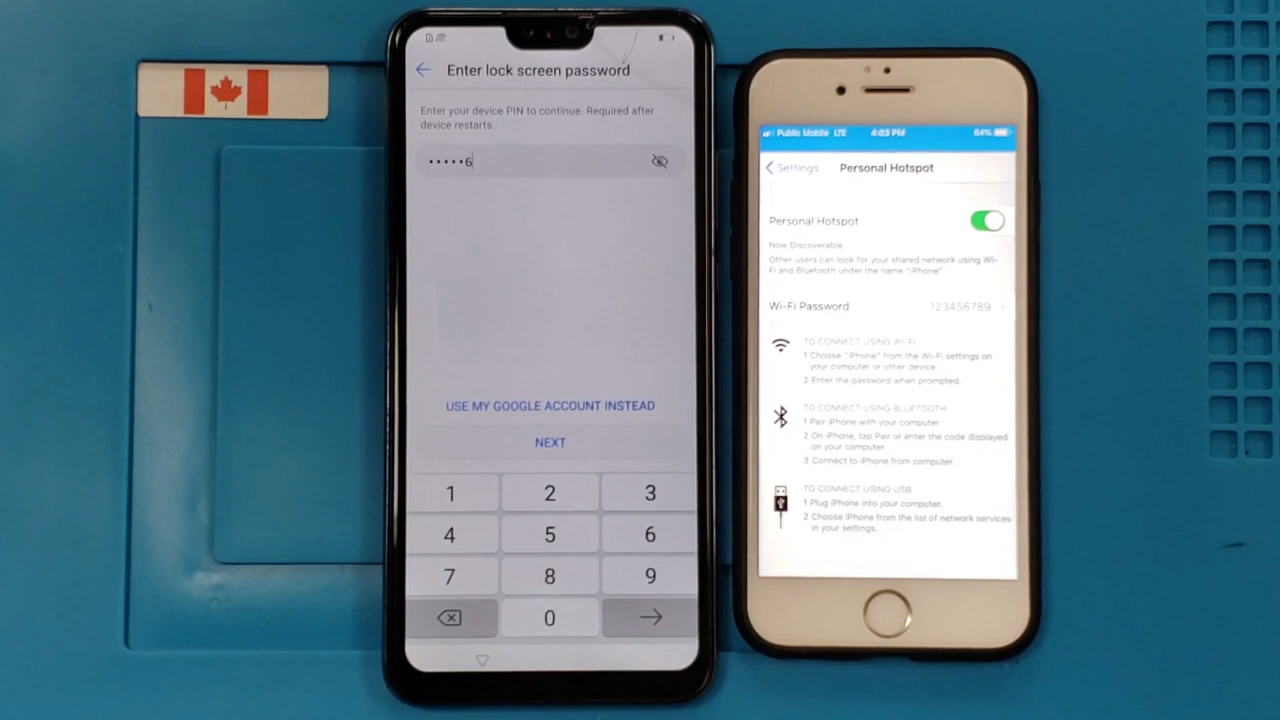 Enter lock screen password
Enter your device PIN to continue. Required after
device restarts.
•••••6
USE MY GOOGLE ACCOUNT INSTEAD
NEXT
1 2 3
4 5 6
7 8 9
0
Public Mobile LTE 4:03 PM 84%
Settings Personal Hotspot
Personal Hotspot
Now Discoverable
Other users can look for your shared network using Wi-
Fi and Bluetooth under the name "iPhone"
Wi-Fi Password 123456789
TO CONNECT USING WI-FI
1 Choose "iPhone" from the Wi-Fi settings on
your computer or other device.
2 Enter the password when prompted.
TO CONNECT USING BLUETOOTH
1 Pair iPhone with your computer.
2 On iPhone, tap Pair or enter the code displayed
on your computer.
3 Connect to iPhone from computer.
TO CONNECT USING USB
1 Plug iPhone into your computer.
2 Choose iPhone from the list of network services
in your settings.